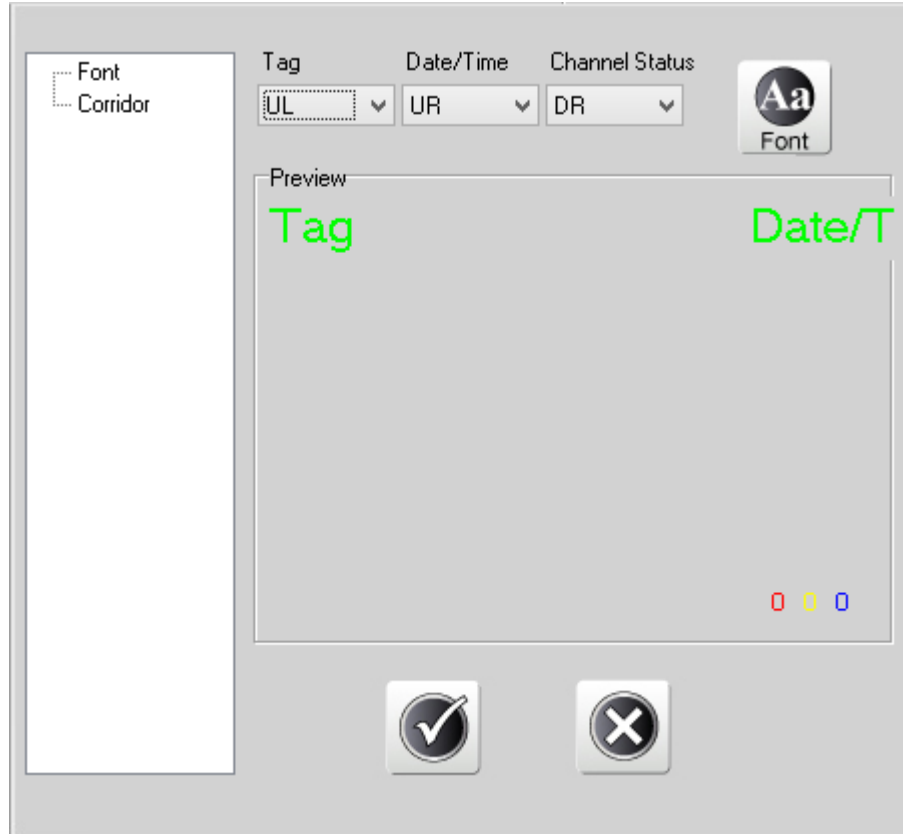 Font
Corridor
Tag Date/Time Channel Status
UL UR DR
Aa
Font
Preview
Tag Date/T
0 0 0